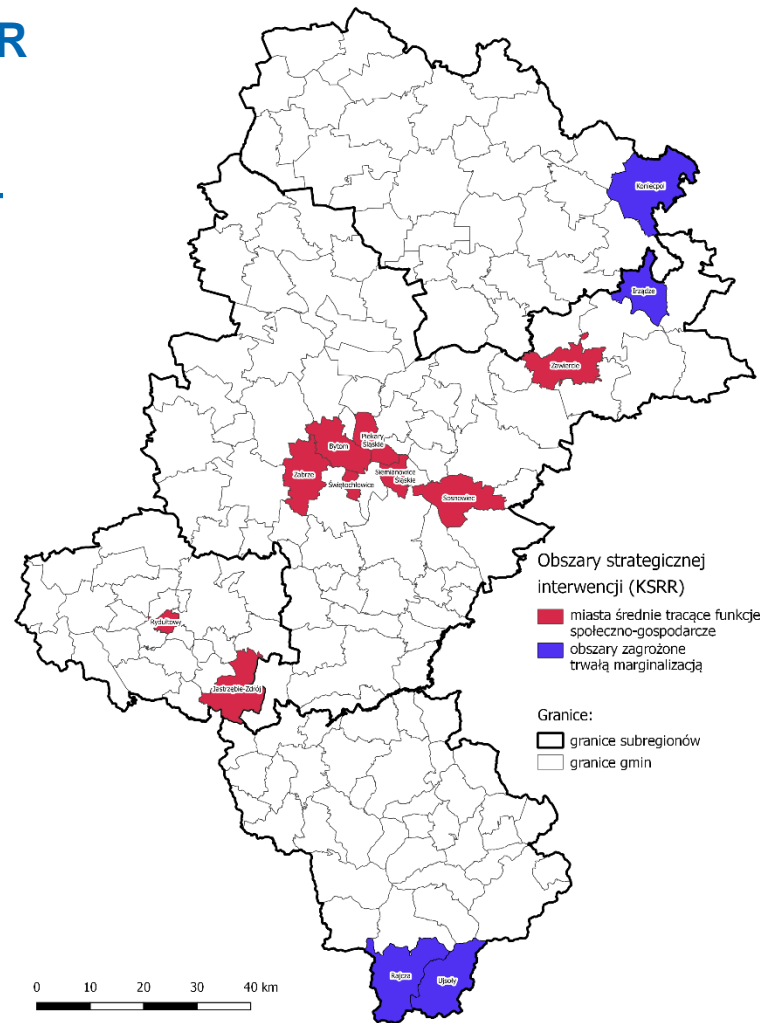 R
Koniecpol
Irządze
Zawiercie
Piekary
Śląskie
Bytom
Siemianowice
Śląskie
Zabrze
Świętochłowice
Sosnowiec
Obszary strategicznej
interwencji (KSRR)
miasta średnie tracące funkcje
społeczno-gospodarcze
obszary zagrożone
trwałą marginalizacją
Rydułtowy
Jastrzębie-Zdrój
Granice:
granice subregionów
granice gmin
Rajcza
Ujsoły
0 10 20 30 40 km